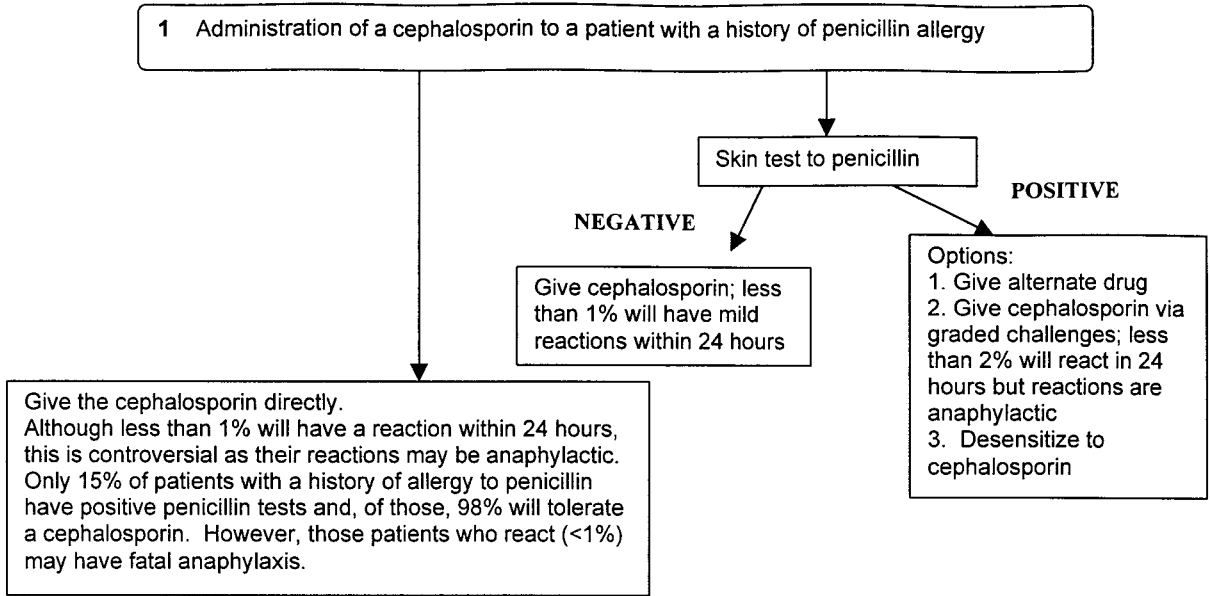 1 Administration of a cephalosporin to a patient with a history of penicillin allergy
Skin test to penicillin
NEGATIVE
POSITIVE
Give cephalosporin; less
than 1% will have mild
reactions within 24 hours
Options:
1. Give alternate drug
2. Give cephalosporin via
graded challenges; less
than 2% will react in 24
hours but reactions are
anaphylactic
3. Desensitize to
cephalosporin
Give the cephalosporin directly.
Although less than 1% will have a reaction within 24 hours,
this is controversial as their reactions may be anaphylactic.
Only 15% of patients with a history of allergy to penicillin
have positive penicillin tests and, of those, 98% will tolerate
a cephalosporin. However, those patients who react (<1%)
may have fatal anaphylaxis.